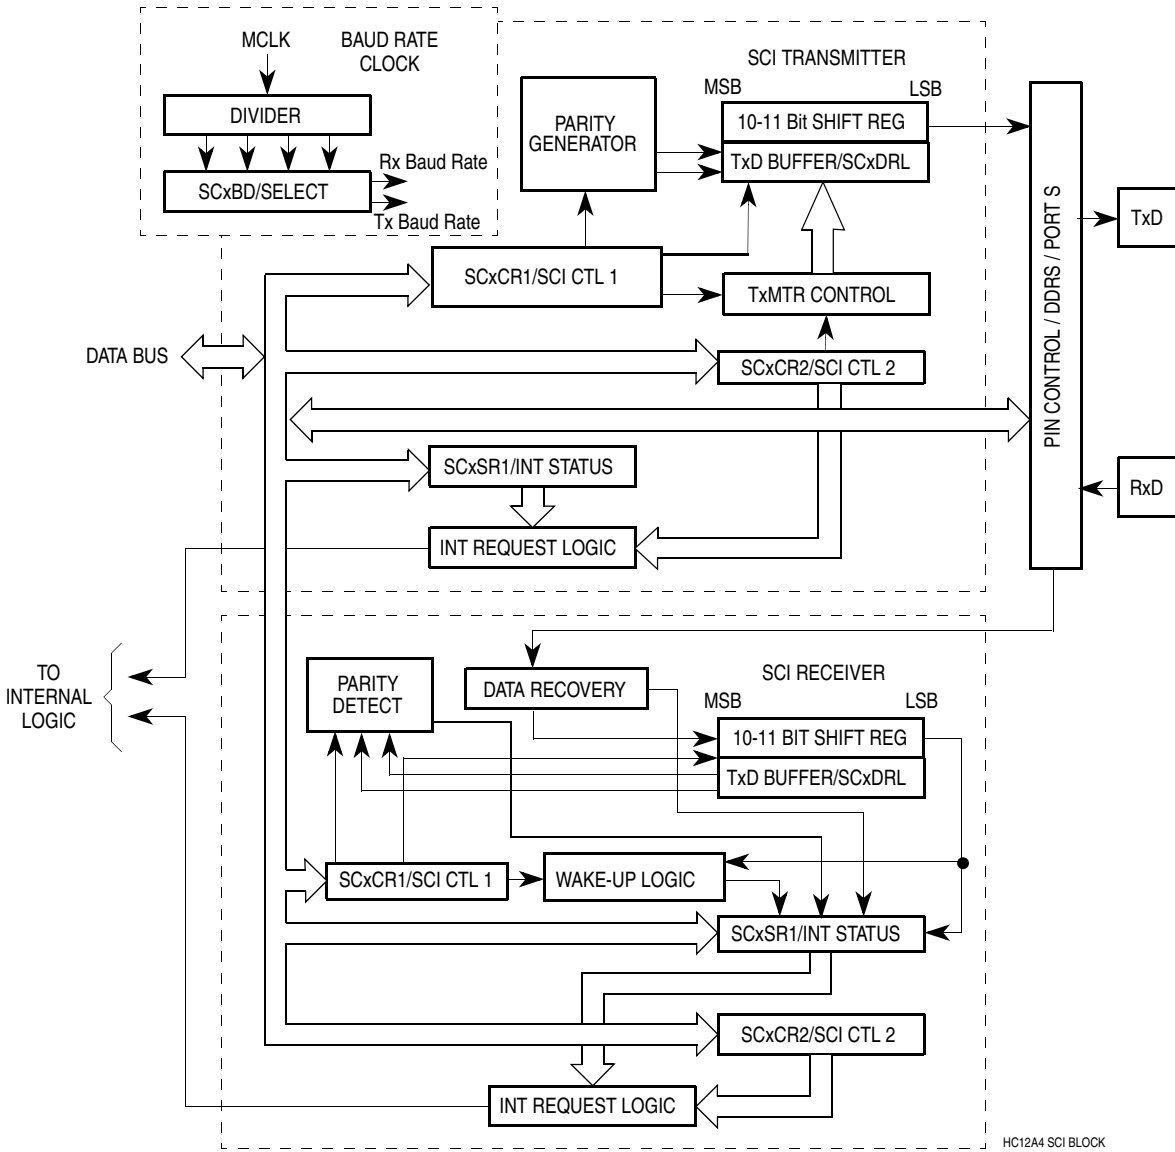 MCLK
BAUD RATE
CLOCK
DIVIDER
SCxBD/SELECT
Rx Baud Rate
Tx Baud Rate
SCI TRANSMITTER
MSB
LSB
PARITY
GENERATOR
10-11 Bit SHIFT REG
TxD BUFFER/SCxDRL
SCxCR1/SCI CTL 1
TxMTR CONTROL
DATA BUS
SCxCR2/SCI CTL 2
PIN CONTROL / DDRS / PORT S
TxD
RxD
SCxSR1/INT STATUS
INT REQUEST LOGIC
TO
INTERNAL
LOGIC
PARITY
DETECT
DATA RECOVERY
SCI RECEIVER
MSB
LSB
10-11 BIT SHIFT REG
TxD BUFFER/SCxDRL
SCxCR1/SCI CTL 1
WAKE-UP LOGIC
SCxSR1/INT STATUS
SCxCR2/SCI CTL 2
INT REQUEST LOGIC
HC12A4 SCI BLOCK